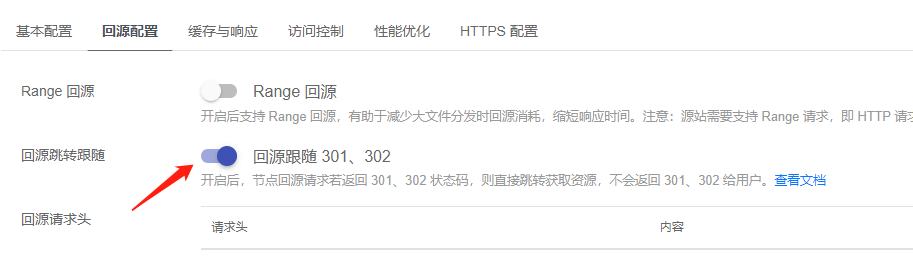 基本配置 回源配置 缓存与响应 访问控制 性能优化 HTTPS 配置
Range 回源 Range 回源
开启后支持 Range 回源，有助于减少大文件分发时回源消耗，缩短响应时间。注意：源站需要支持 Range 请求，即 HTTP 请
回源跳转跟随 回源跟随 301、302
开启后，节点回源请求若返回 301、302 状态码，则直接跳转获取资源，不会返回 301、302 给用户。查看文档
回源请求头 请求头 内容